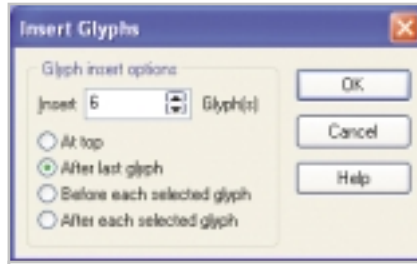 Insert Glyphs
Glyph insert options
Insert 6 Glyph(s)
At top
After last glyph
Before each selected glyph
After each selected glyph
OK
Cancel
Help